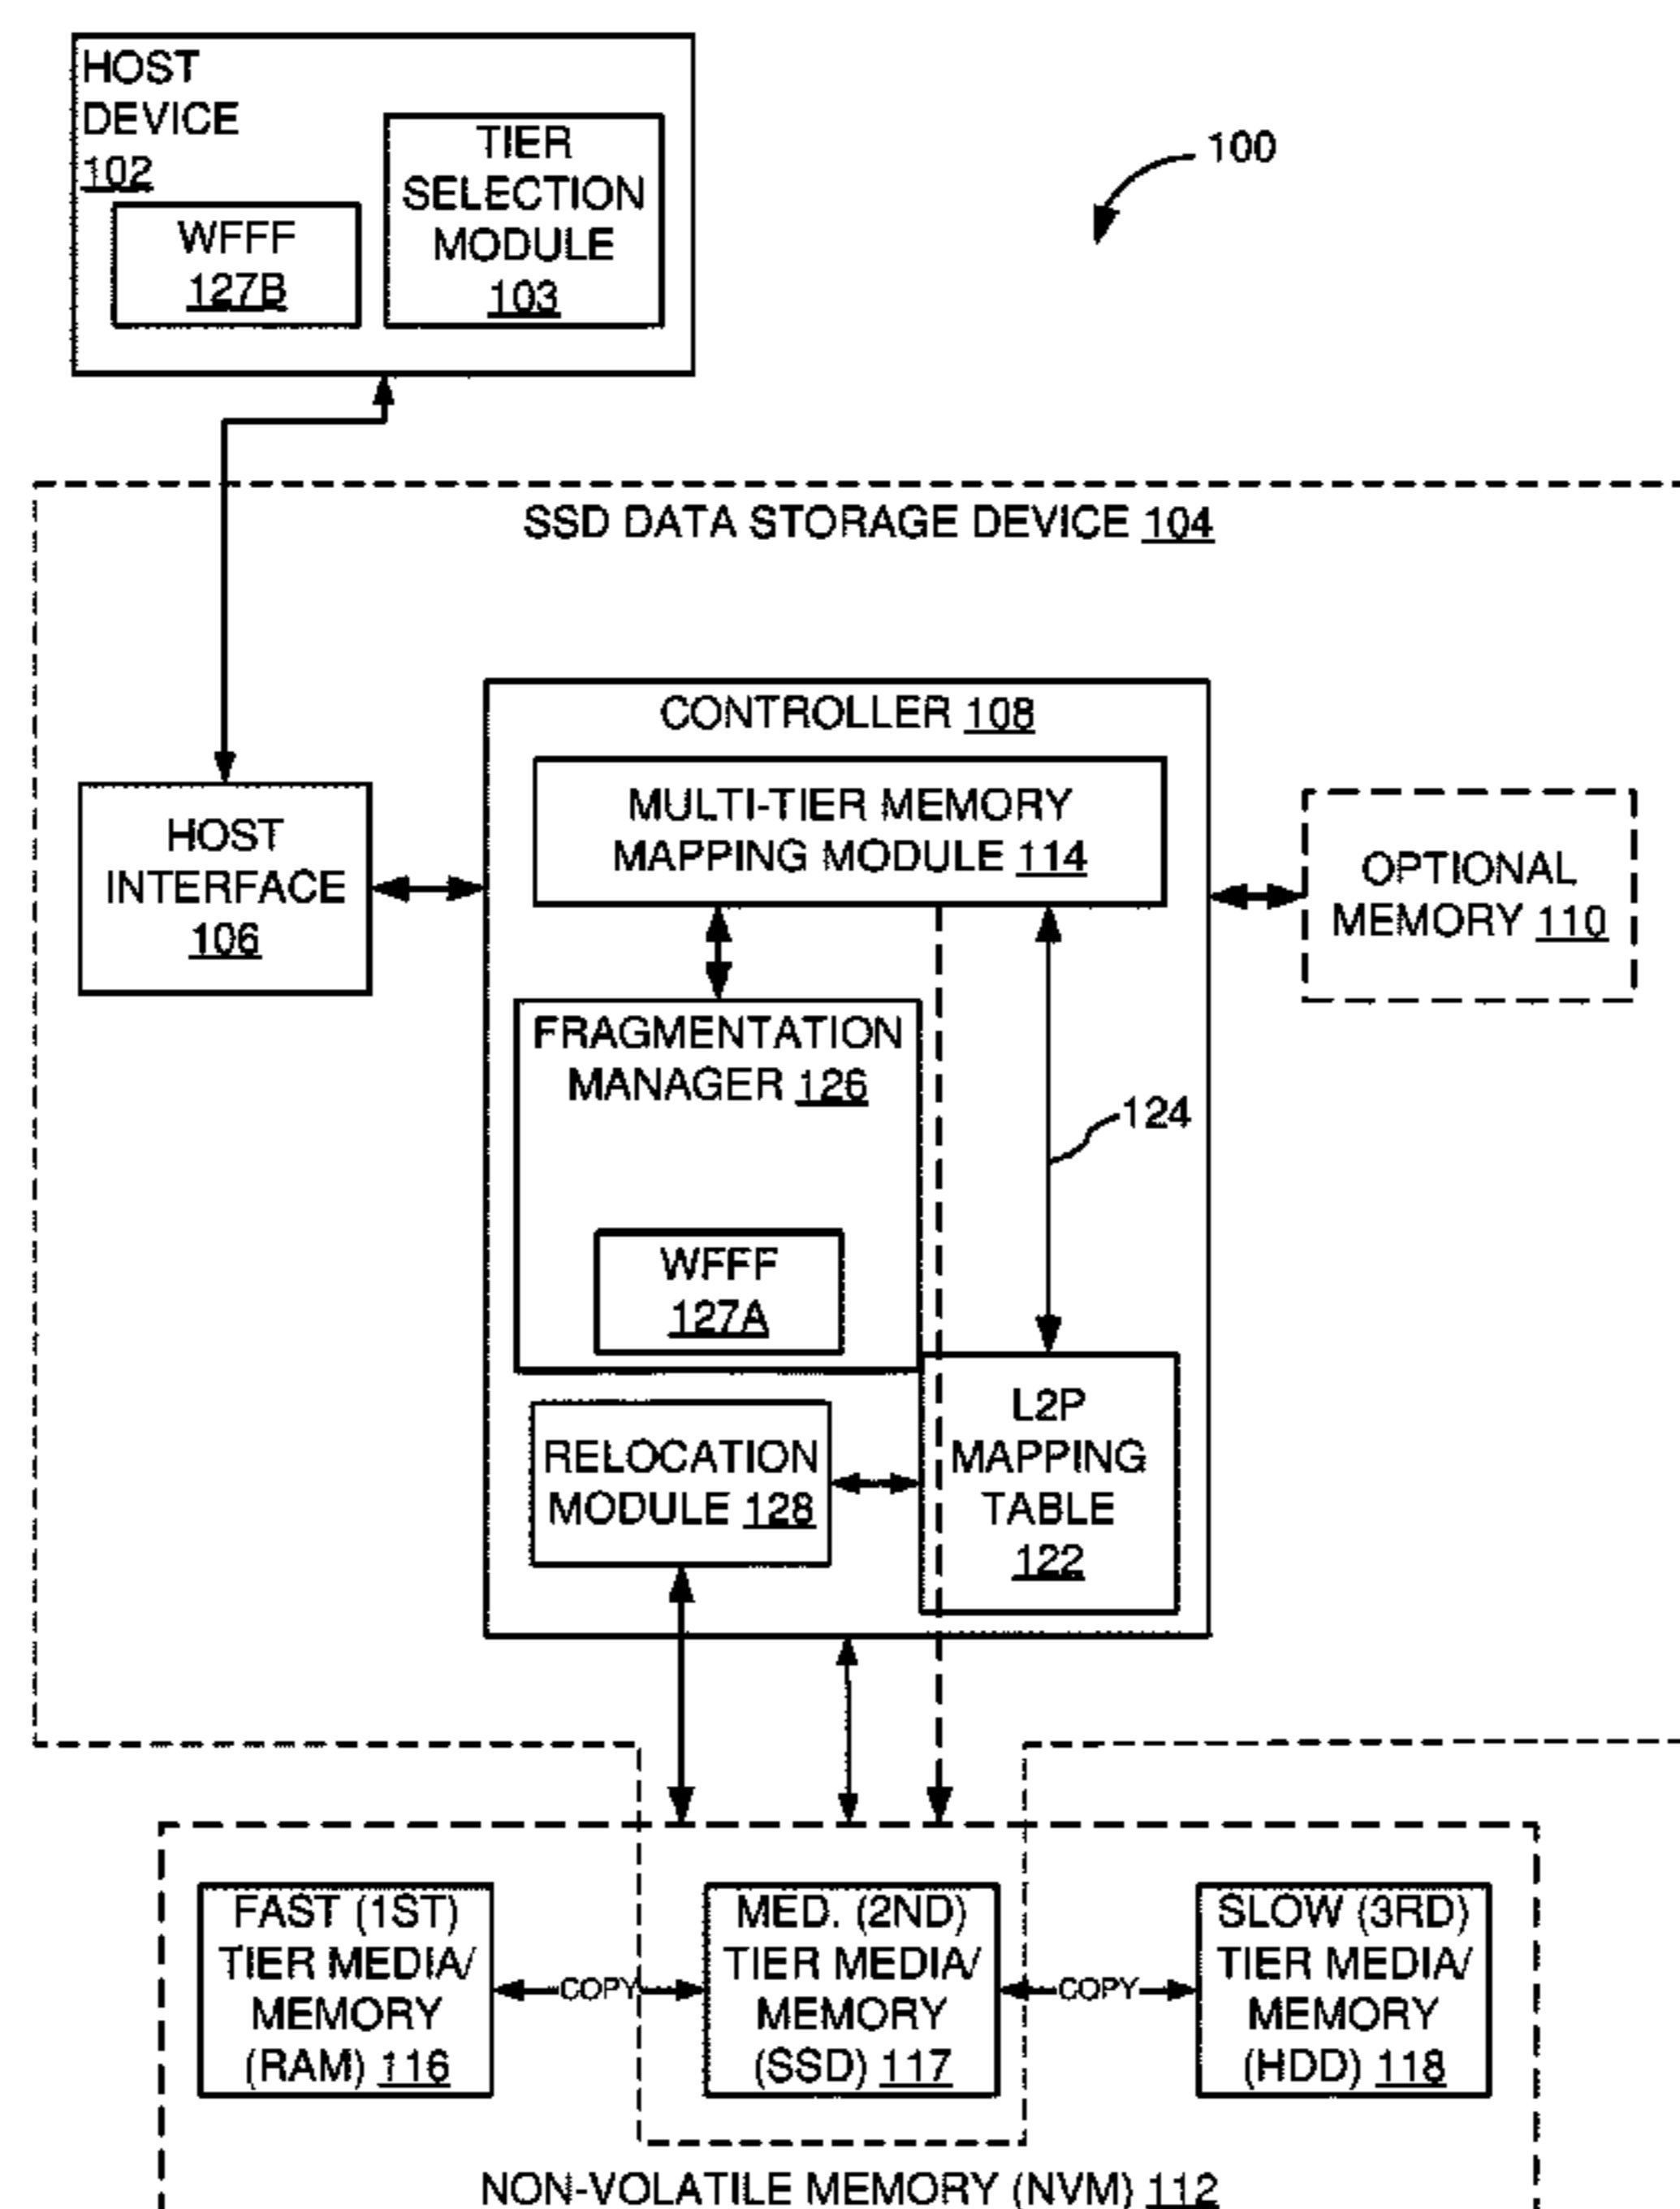 HOST
DEVICE
102
TIER
SELECTION
MODULE
103
WFFF
127B
100
SSD DATA STORAGE DEVICE 104
CONTROLLER 108
MULTI-TIER MEMORY
MAPPING MODULE 114
HOST
INTERFACE
106
OPTIONAL
MEMORY 110
FRAGMENTATION
MANAGER 126
124
WFFF
127A
L2P
MAPPING
TABLE
122
RELOCATION
MODULE 128
FAST (1ST)
TIER MEDIA/
MEMORY
(RAM) 116
COPY
MED. (2ND)
TIER MEDIA/
MEMORY
(SSD) 117
COPY
SLOW (3RD)
TIER MEDIA/
MEMORY
(HDD) 118
NON-VOLATILE MEMORY (NVM) 112